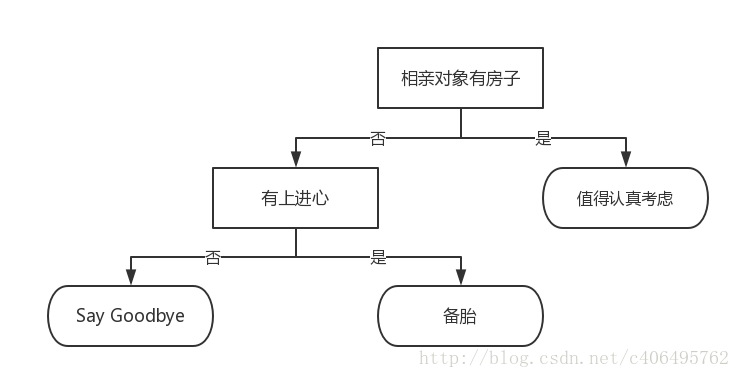 相亲对象有房子
否
是
有上进心
值得认真考虑
否
是
Say Goodbye
备胎
http://blog.csdn.net/c406495762